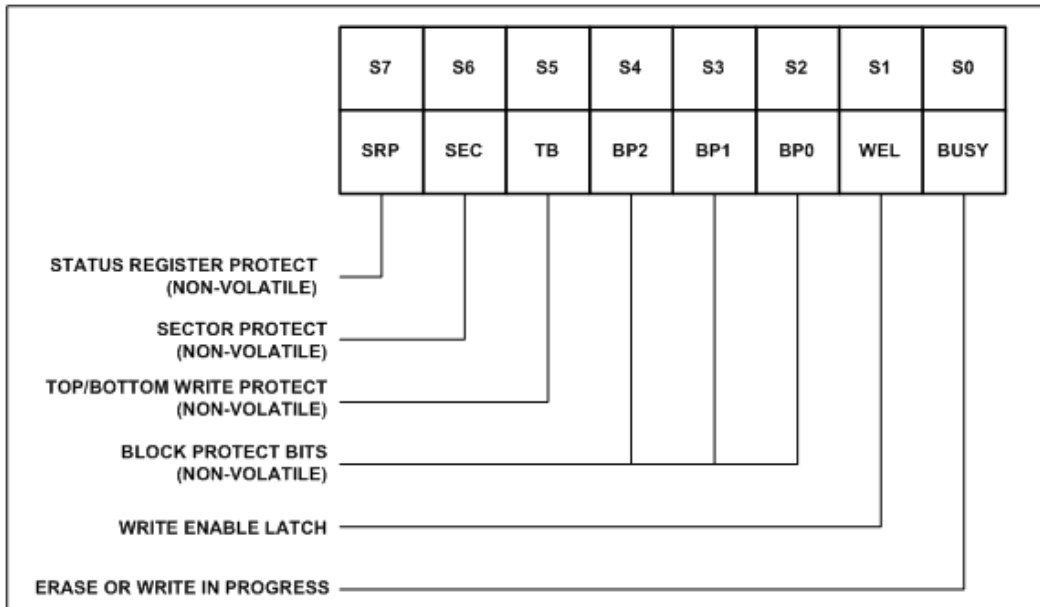 S7 S6 S5 S4 S3 S2 S1 S0
SRP SEC TB BP2 BP1 BP0 WEL BUSY
STATUS REGISTER PROTECT
(NON-VOLATILE)
SECTOR PROTECT
(NON-VOLATILE)
TOP/BOTTOM WRITE PROTECT
(NON-VOLATILE)
BLOCK PROTECT BITS
(NON-VOLATILE)
WRITE ENABLE LATCH
ERASE OR WRITE IN PROGRESS